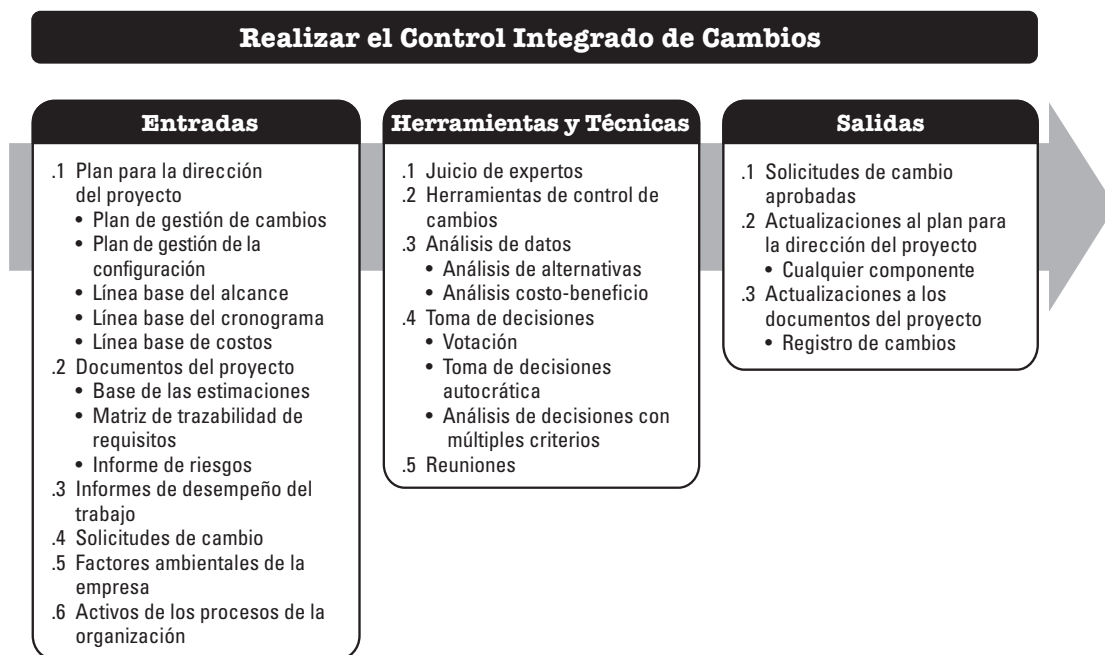 Realizar el Control Integrado de Cambios
Entradas
.1 Plan para la dirección
del proyecto
• Plan de gestión de cambios
• Plan de gestión de la
configuración
• Línea base del alcance
• Línea base del cronograma
• Línea base de costos
.2 Documentos del proyecto
• Base de las estimaciones
• Matriz de trazabilidad de
requisitos
• Informe de riesgos
.3 Informes de desempeño del
trabajo
.4 Solicitudes de cambio
.5 Factores ambientales de la
empresa
.6 Activos de los procesos de la
organización
Herramientas y Técnicas
.1 Juicio de expertos
.2 Herramientas de control de
cambios
.3 Análisis de datos
• Análisis de alternativas
• Análisis costo-beneficio
.4 Toma de decisiones
• Votación
• Toma de decisiones
autocrática
• Análisis de decisiones con
múltiples criterios
.5 Reuniones
Salidas
.1 Solicitudes de cambio
aprobadas
.2 Actualizaciones al plan para
la dirección del proyecto
• Cualquier componente
.3 Actualizaciones a los
documentos del proyecto
• Registro de cambios